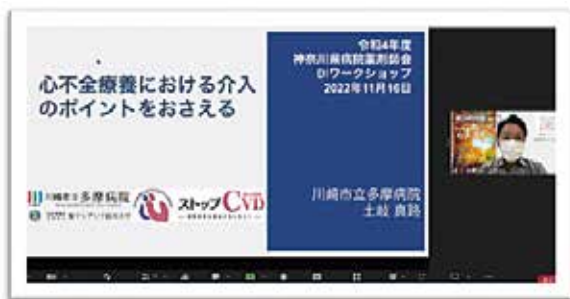 心不全療養における介入
のポイントをおさえる
令和4年度
神奈川県病院薬剤師会
DIワークショップ
2022年11月16日
川崎市立多摩病院
ストップCVD
川崎市立多摩病院
土岐 真路